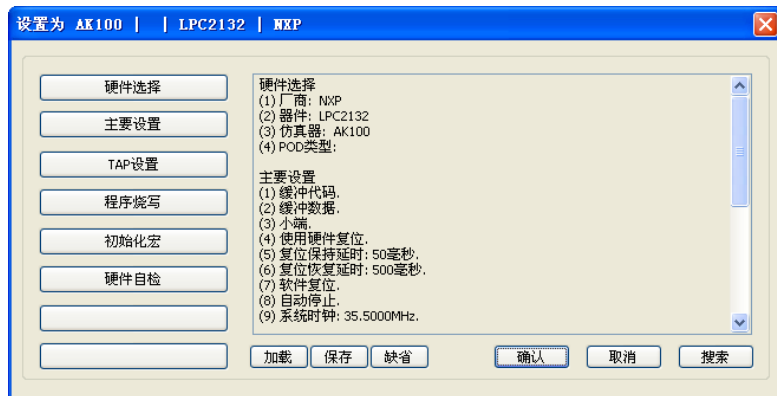 设置为 AK100 | | LPC2132 | NXP
硬件选择
主要设置
TAP设置
程序烧写
初始化宏
硬件自检
硬件选择
(1) 厂商: NXP
(2) 器件: LPC2132
(3) 仿真器: AK100
(4) POD类型:
主要设置
(1) 缓冲代码.
(2) 缓冲数据.
(3) 小端.
(4) 使用硬件复位.
(5) 复位保持延时: 50毫秒.
(6) 复位恢复延时: 500毫秒.
(7) 软件复位.
(8) 自动停止.
(9) 系统时钟: 35.5000MHz.
加载 保存 缺省 确认 取消 搜索